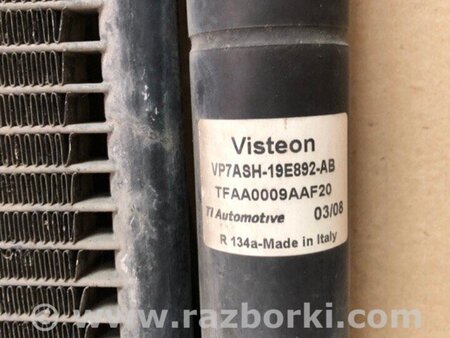 Visteon
VP7ASH-19E892-AB
TFAA0009AAF20
TI Automotive 03/08
R 134a-Made in Italy
www.razborki.com